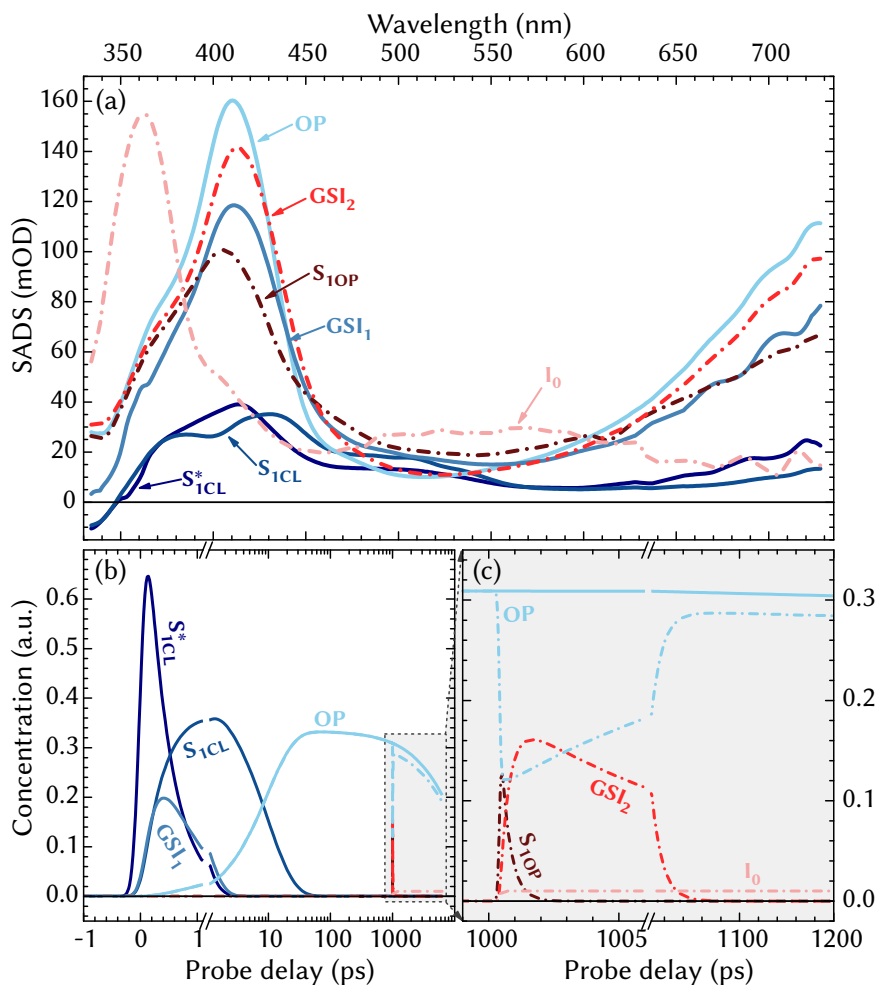 Wavelength (nm)
350 400 450 500 550 600 650 700
(a)
SADS (mOD)
160
140
120
100
80
60
40
20
0
OP
GSI2
S1OP
GSI1
I0
S1CL
S*1CL
(b)
Concentration (a.u.)
0.6
0.5
0.4
0.3
0.2
0.1
0.0
S*1CL
S1CL
GSI1
OP
-1 0 1 10 100 1000
Probe delay (ps)
(c)
OP
GSI2
S1OP
I0
0.3
0.2
0.1
0.0
1000 1005 1100 1200
Probe delay (ps)